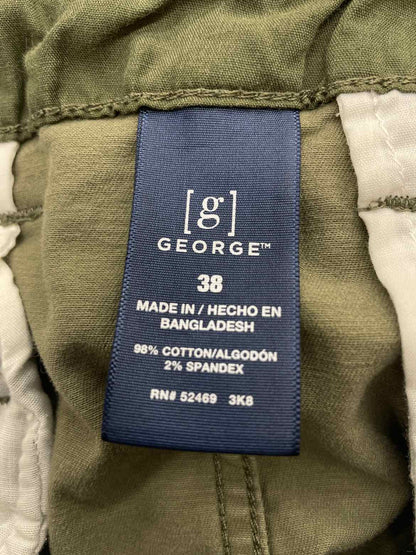 [g]
GEORGE™
38
MADE IN / HECHO EN
BANGLADESH
98% COTTON/ALGODÓN
2% SPANDEX
RN# 52469 3K8